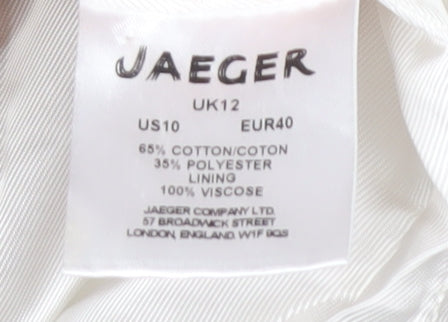 JAEGER
UK12
US10 EUR40
65% COTTON/COTON
35% POLYESTER
LINING
100% VISCOSE
JAEGER COMPANY LTD.
57 BROADWICK STREET
LONDON, ENGLAND. W1F 9QS